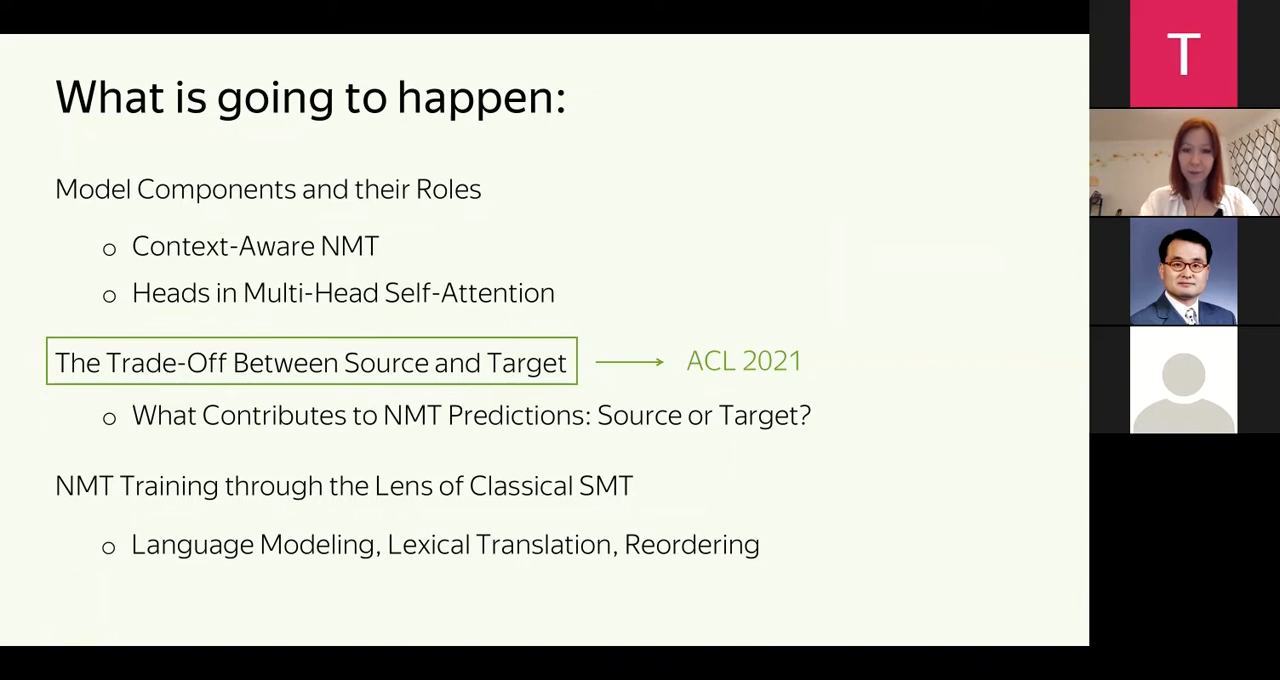 What is going to happen:
Model Components and their Roles
Context-Aware NMT
Heads in Multi-Head Self-Attention
The Trade-Off Between Source and Target
ACL 2021
What Contributes to NMT Predictions: Source or Target?
NMT Training through the Lens of Classical SMT
Language Modeling, Lexical Translation, Reordering
T